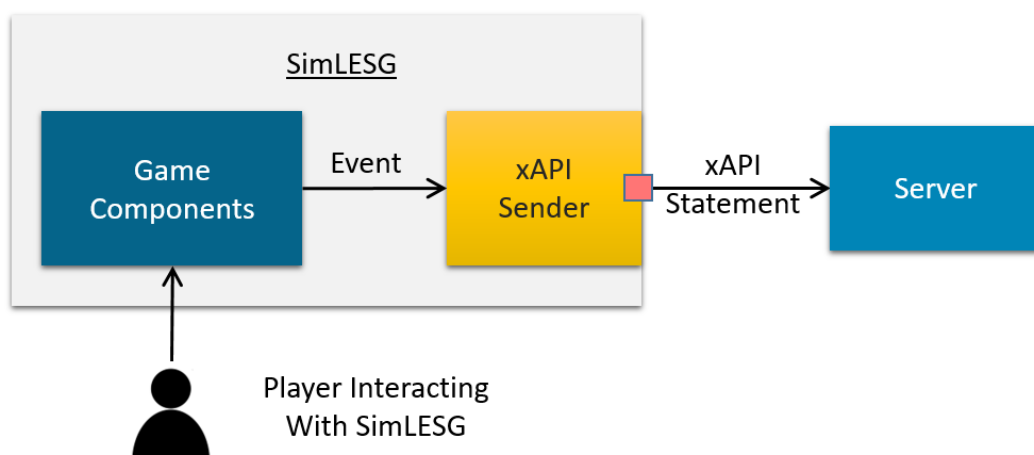 SimLESG
Game
Components
Event
xAPI
Sender
xAPI
Statement
Server
Player Interacting
With SimLESG